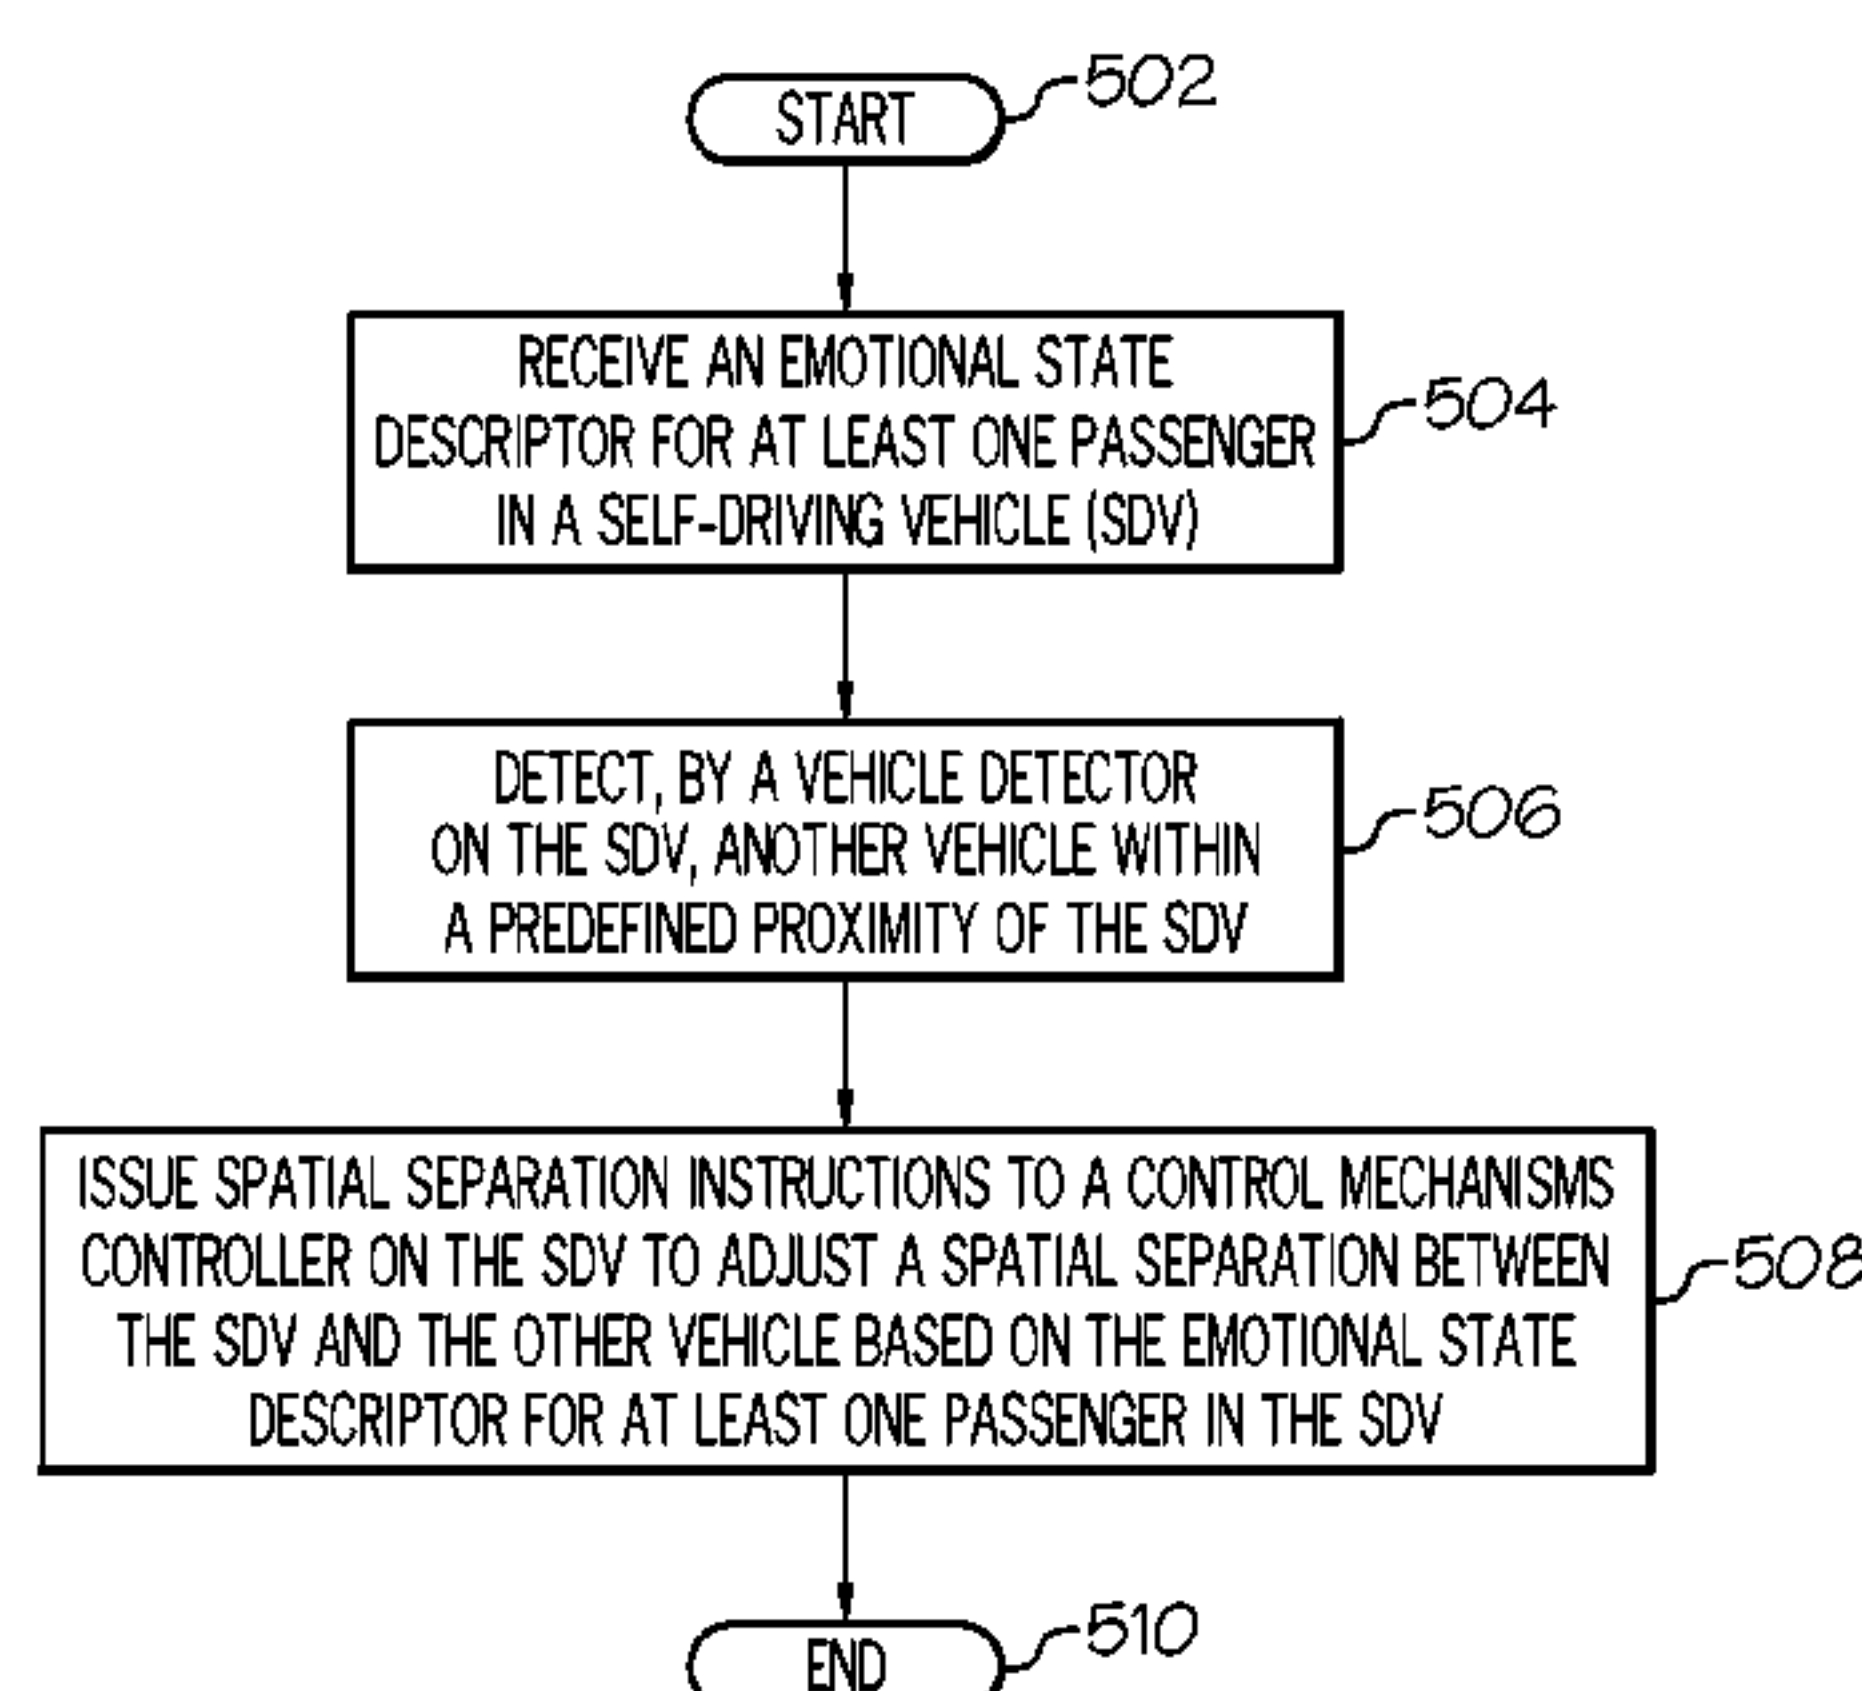 START
502
RECEIVE AN EMOTIONAL STATE
DESCRIPTOR FOR AT LEAST ONE PASSENGER
IN A SELF-DRIVING VEHICLE (SDV)
504
DETECT, BY A VEHICLE DETECTOR
ON THE SDV, ANOTHER VEHICLE WITHIN
A PREDEFINED PROXIMITY OF THE SDV
506
ISSUE SPATIAL SEPARATION INSTRUCTIONS TO A CONTROL MECHANISMS
CONTROLLER ON THE SDV TO ADJUST A SPATIAL SEPARATION BETWEEN
THE SDV AND THE OTHER VEHICLE BASED ON THE EMOTIONAL STATE
DESCRIPTOR FOR AT LEAST ONE PASSENGER IN THE SDV
508
END
510